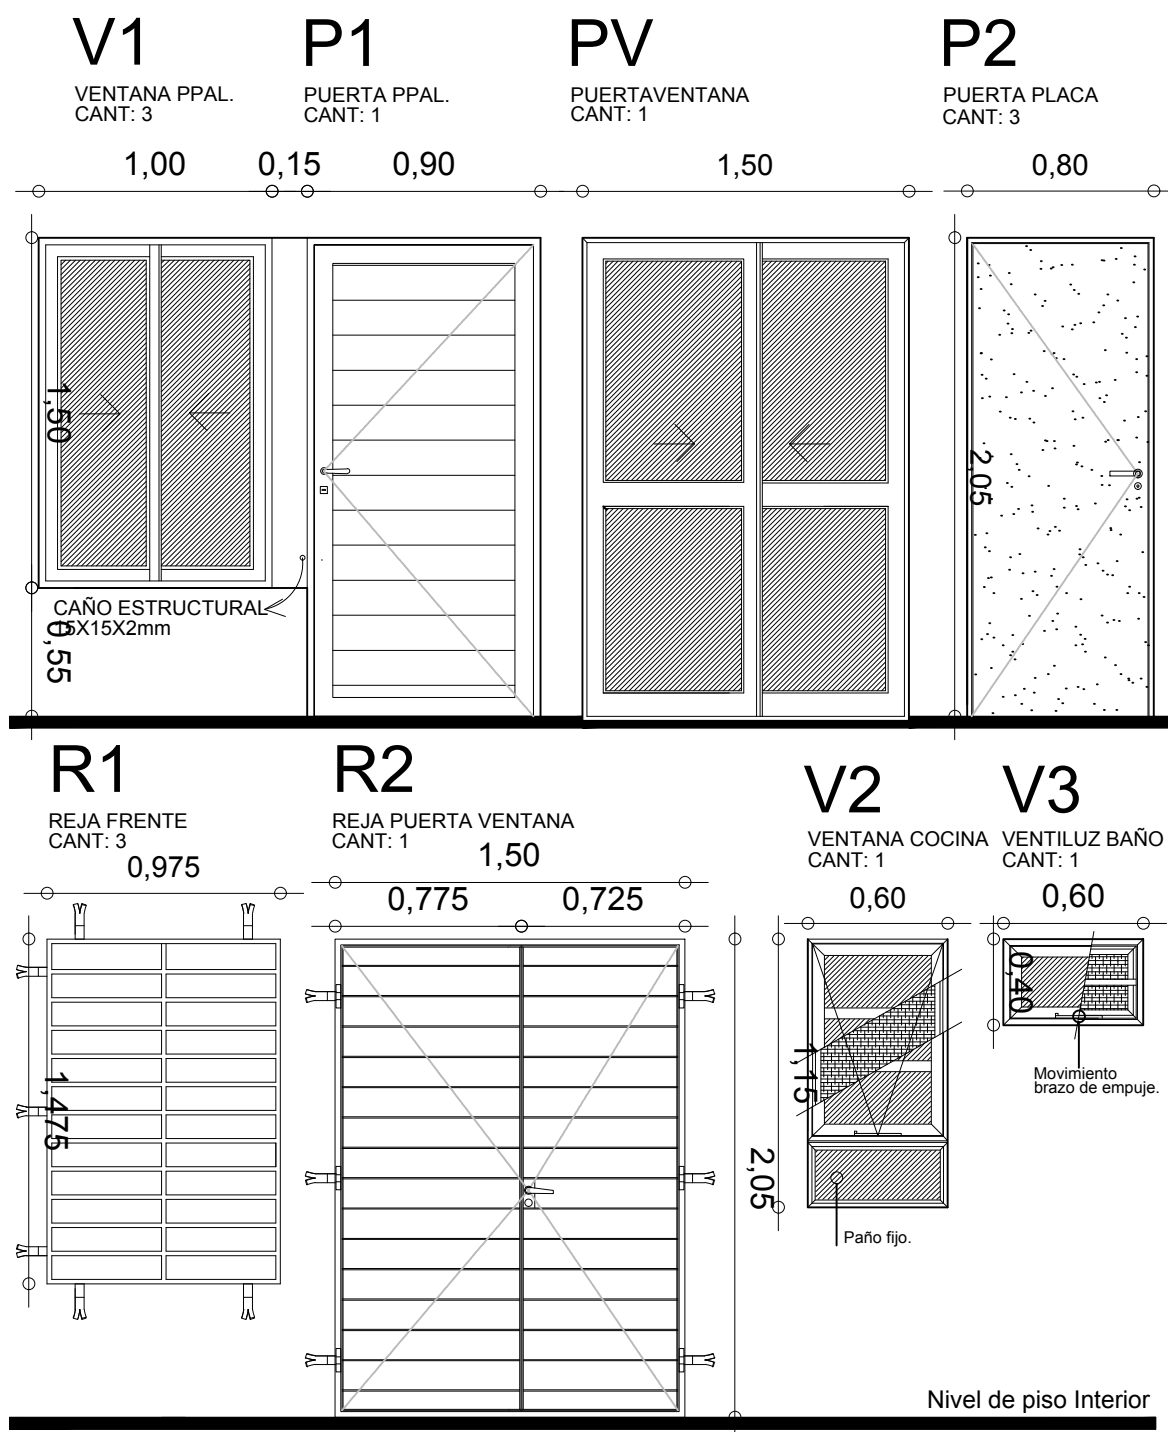 V1
VENTANA PPAL.
CANT: 3
1,00
0,15
P1
PUERTA PPAL.
CANT: 1
0,90
PV
PUERTAVENTANA
CANT: 1
1,50
P2
PUERTA PLACA
CANT: 3
0,80
1,50
2,05
CAÑO ESTRUCTURAL
15X15X2mm
0,55
R1
REJA FRENTE
CANT: 3
0,975
1,475
R2
REJA PUERTA VENTANA
CANT: 1
1,50
0,775
0,725
2,05
V2
VENTANA COCINA
CANT: 1
0,60
1,15
Paño fijo.
V3
VENTILUZ BAÑO
CANT: 1
0,60
0,40
Movimiento
brazo de empuje.
Nivel de piso Interior